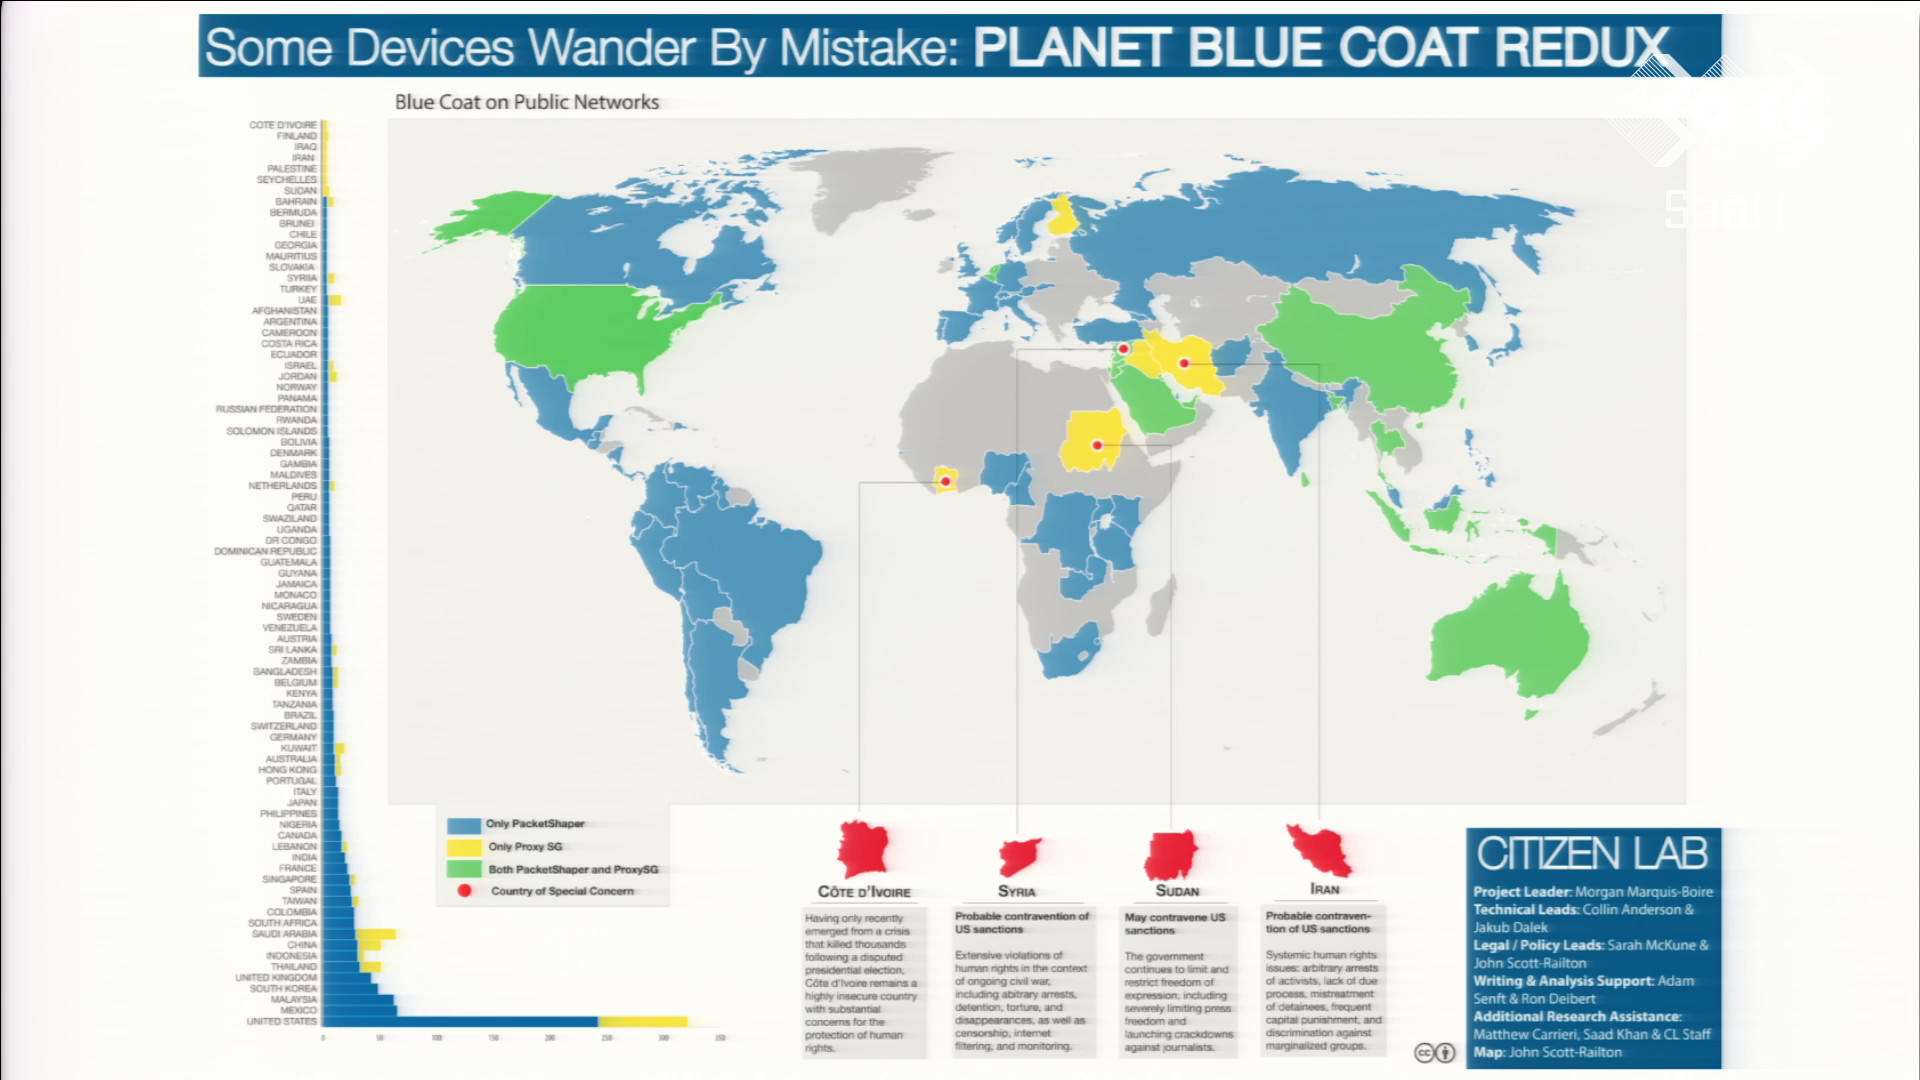 Some Devices Wander By Mistake: PLANET BLUE COAT REDUX
Saal 1
Blue Coat on Public Networks
COTE D'IVOIRE
FINLAND
IRAQ
IRAN
PALESTINE
SEYCHELLES
SUDAN
BAHRAIN
BERMUDA
BRUNEI
CHILE
GEORGIA
MAURITIUS
SLOVAKIA
SYRIIA
TURKEY
UAE
AFGHANISTAN
ARGENTINA
CAMEROON
COSTA RICA
ECUADOR
ISRAEL
JORDAN
NORWAY
PANAMA
RUSSIAN FEDERATION
RWANDA
SOLOMON ISLANDS
BOLIVIA
DENMARK
GAMBIA
MALDIVES
NETHERLANDS
PERU
QATAR
SWAZILAND
UGANDA
DR CONGO
DOMINICAN REPUBLIC
GUATEMALA
GUYANA
JAMAICA
MONACO
NICARAGUA
SWEDEN
VENEZUELA
AUSTRIA
SRI LANKA
ZAMBIA
BANGLADESH
BELGIUM
KENYA
TANZANIA
BRAZIL
SWITZERLAND
GERMANY
KUWAIT
AUSTRALIA
HONG KONG
PORTUGAL
ITALY
JAPAN
PHILIPPINES
NIGERIA
CANADA
LEBANON
INDIA
FRANCE
SINGAPORE
SPAIN
TAIWAN
COLOMBIA
SOUTH AFRICA
SAUDI ARABIA
CHINA
INDONESIA
THAILAND
UNITED KINGDOM
SOUTH KOREA
MALAYSIA
MEXICO
UNITED STATES
0 50 100 150 200 250 300 350
Only PacketShaper
Only Proxy SG
Both PacketShaper and ProxySG
Country of Special Concern
CÔTE D'IVOIRE
Having only recently
emerged from a crisis
that killed thousands
following a disputed
presidential election,
Côte d'Ivoire remains a
highly insecure country
with substantial
concerns for the
protection of human
rights.
SYRIA
Probable contravention of
US sanctions
Extensive violations of
human rights in the context
of ongoing civil war,
including abitrary arrests,
detention, torture, and
disappearances, as well as
censorship, internet
filtering, and monitoring.
SUDAN
May contravene US
sanctions
The government
continues to limit and
restrict freedom of
expression, including
severely limiting press
freedom and
launching crackdowns
against journalists.
IRAN
Probable contraven-
tion of US sanctions
Systemic human rights
issues: arbitrary arrests
of activists, lack of due
process, mistreatment
of detainees, frequent
capital punishment, and
discrimination against
marginalized groups.
CITIZEN LAB
Project Leader: Morgan Marquis-Boire
Technical Leads: Collin Anderson &
Jakub Dalek
Legal / Policy Leads: Sarah McKune &
John Scott-Railton
Writing & Analysis Support: Adam
Senft & Ron Deibert
Additional Research Assistance:
Matthew Carrieri, Saad Khan & CL Staff
Map: John Scott-Railton
cc